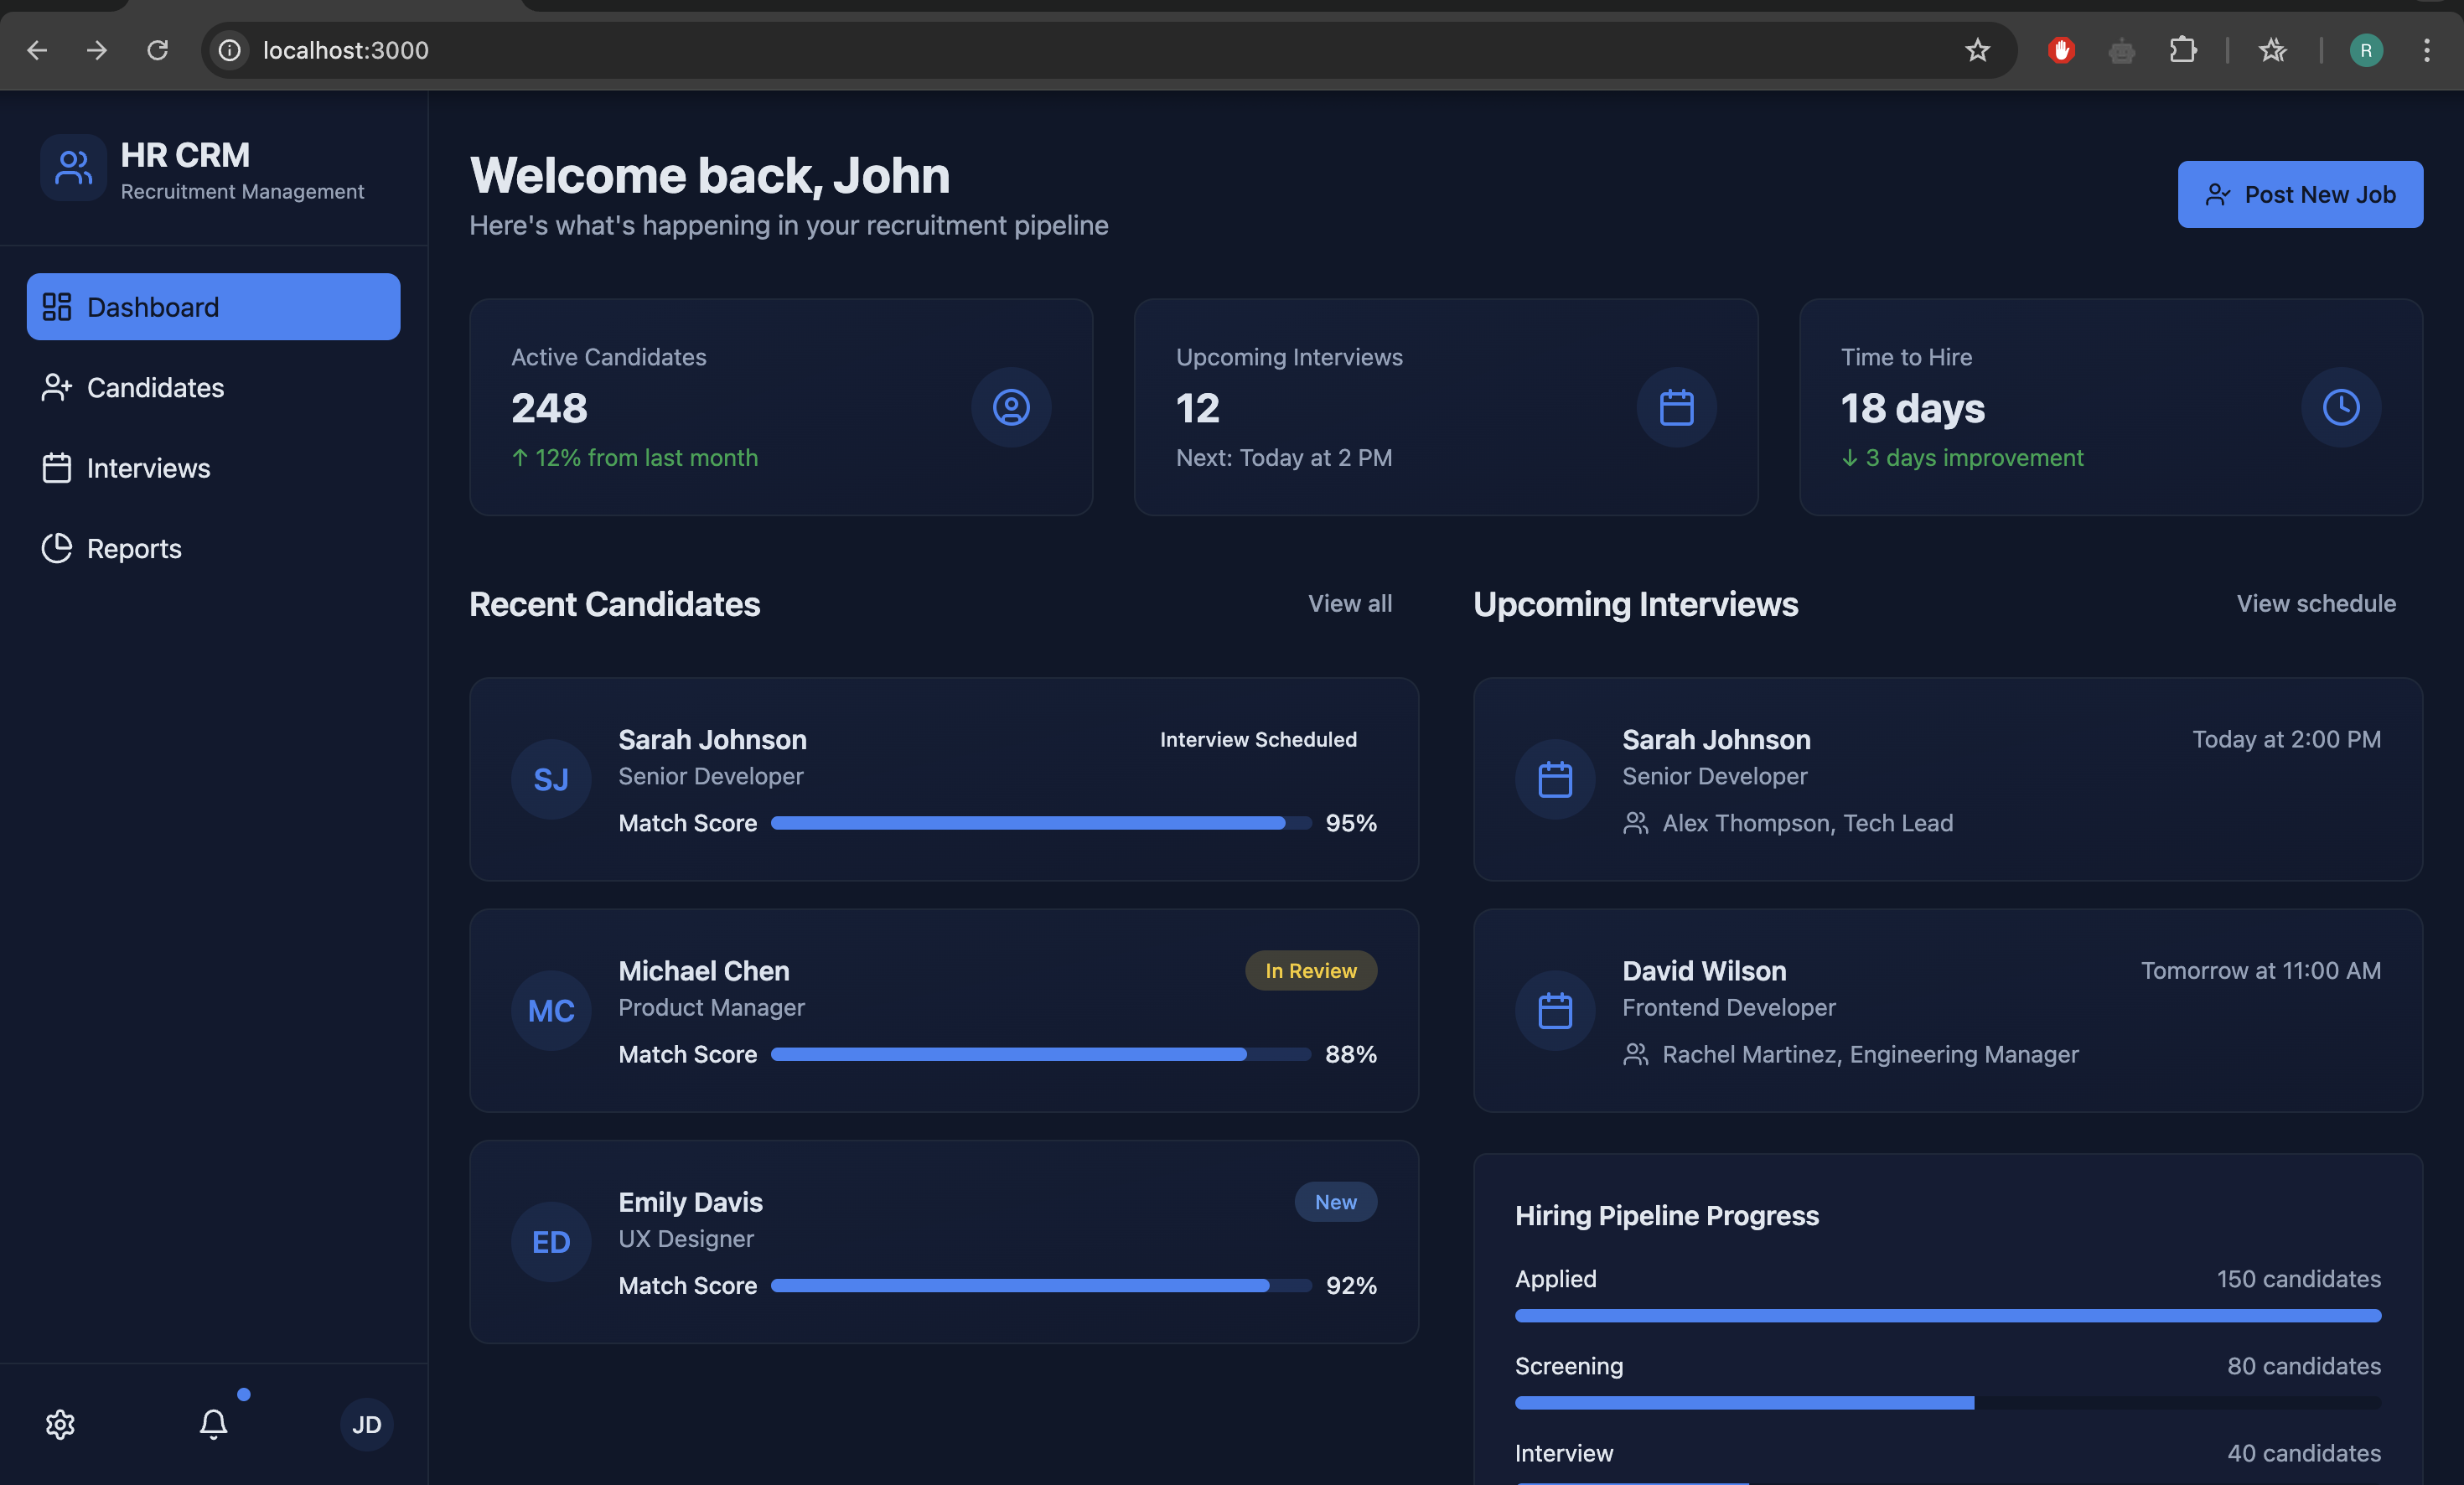 localhost:3000
R
HR CRM
Recruitment Management
Dashboard
Candidates
Interviews
Reports
JD
Welcome back, John
Here's what's happening in your recruitment pipeline
Post New Job
Active Candidates
248
↑ 12% from last month
Upcoming Interviews
12
Next: Today at 2 PM
Time to Hire
18 days
↓ 3 days improvement
Recent Candidates
View all
SJ
Sarah Johnson
Interview Scheduled
Senior Developer
Match Score 95%
MC
Michael Chen
In Review
Product Manager
Match Score 88%
ED
Emily Davis
New
UX Designer
Match Score 92%
Upcoming Interviews
View schedule
Sarah Johnson
Today at 2:00 PM
Senior Developer
Alex Thompson, Tech Lead
David Wilson
Tomorrow at 11:00 AM
Frontend Developer
Rachel Martinez, Engineering Manager
Hiring Pipeline Progress
Applied 150 candidates
Screening 80 candidates
Interview 40 candidates